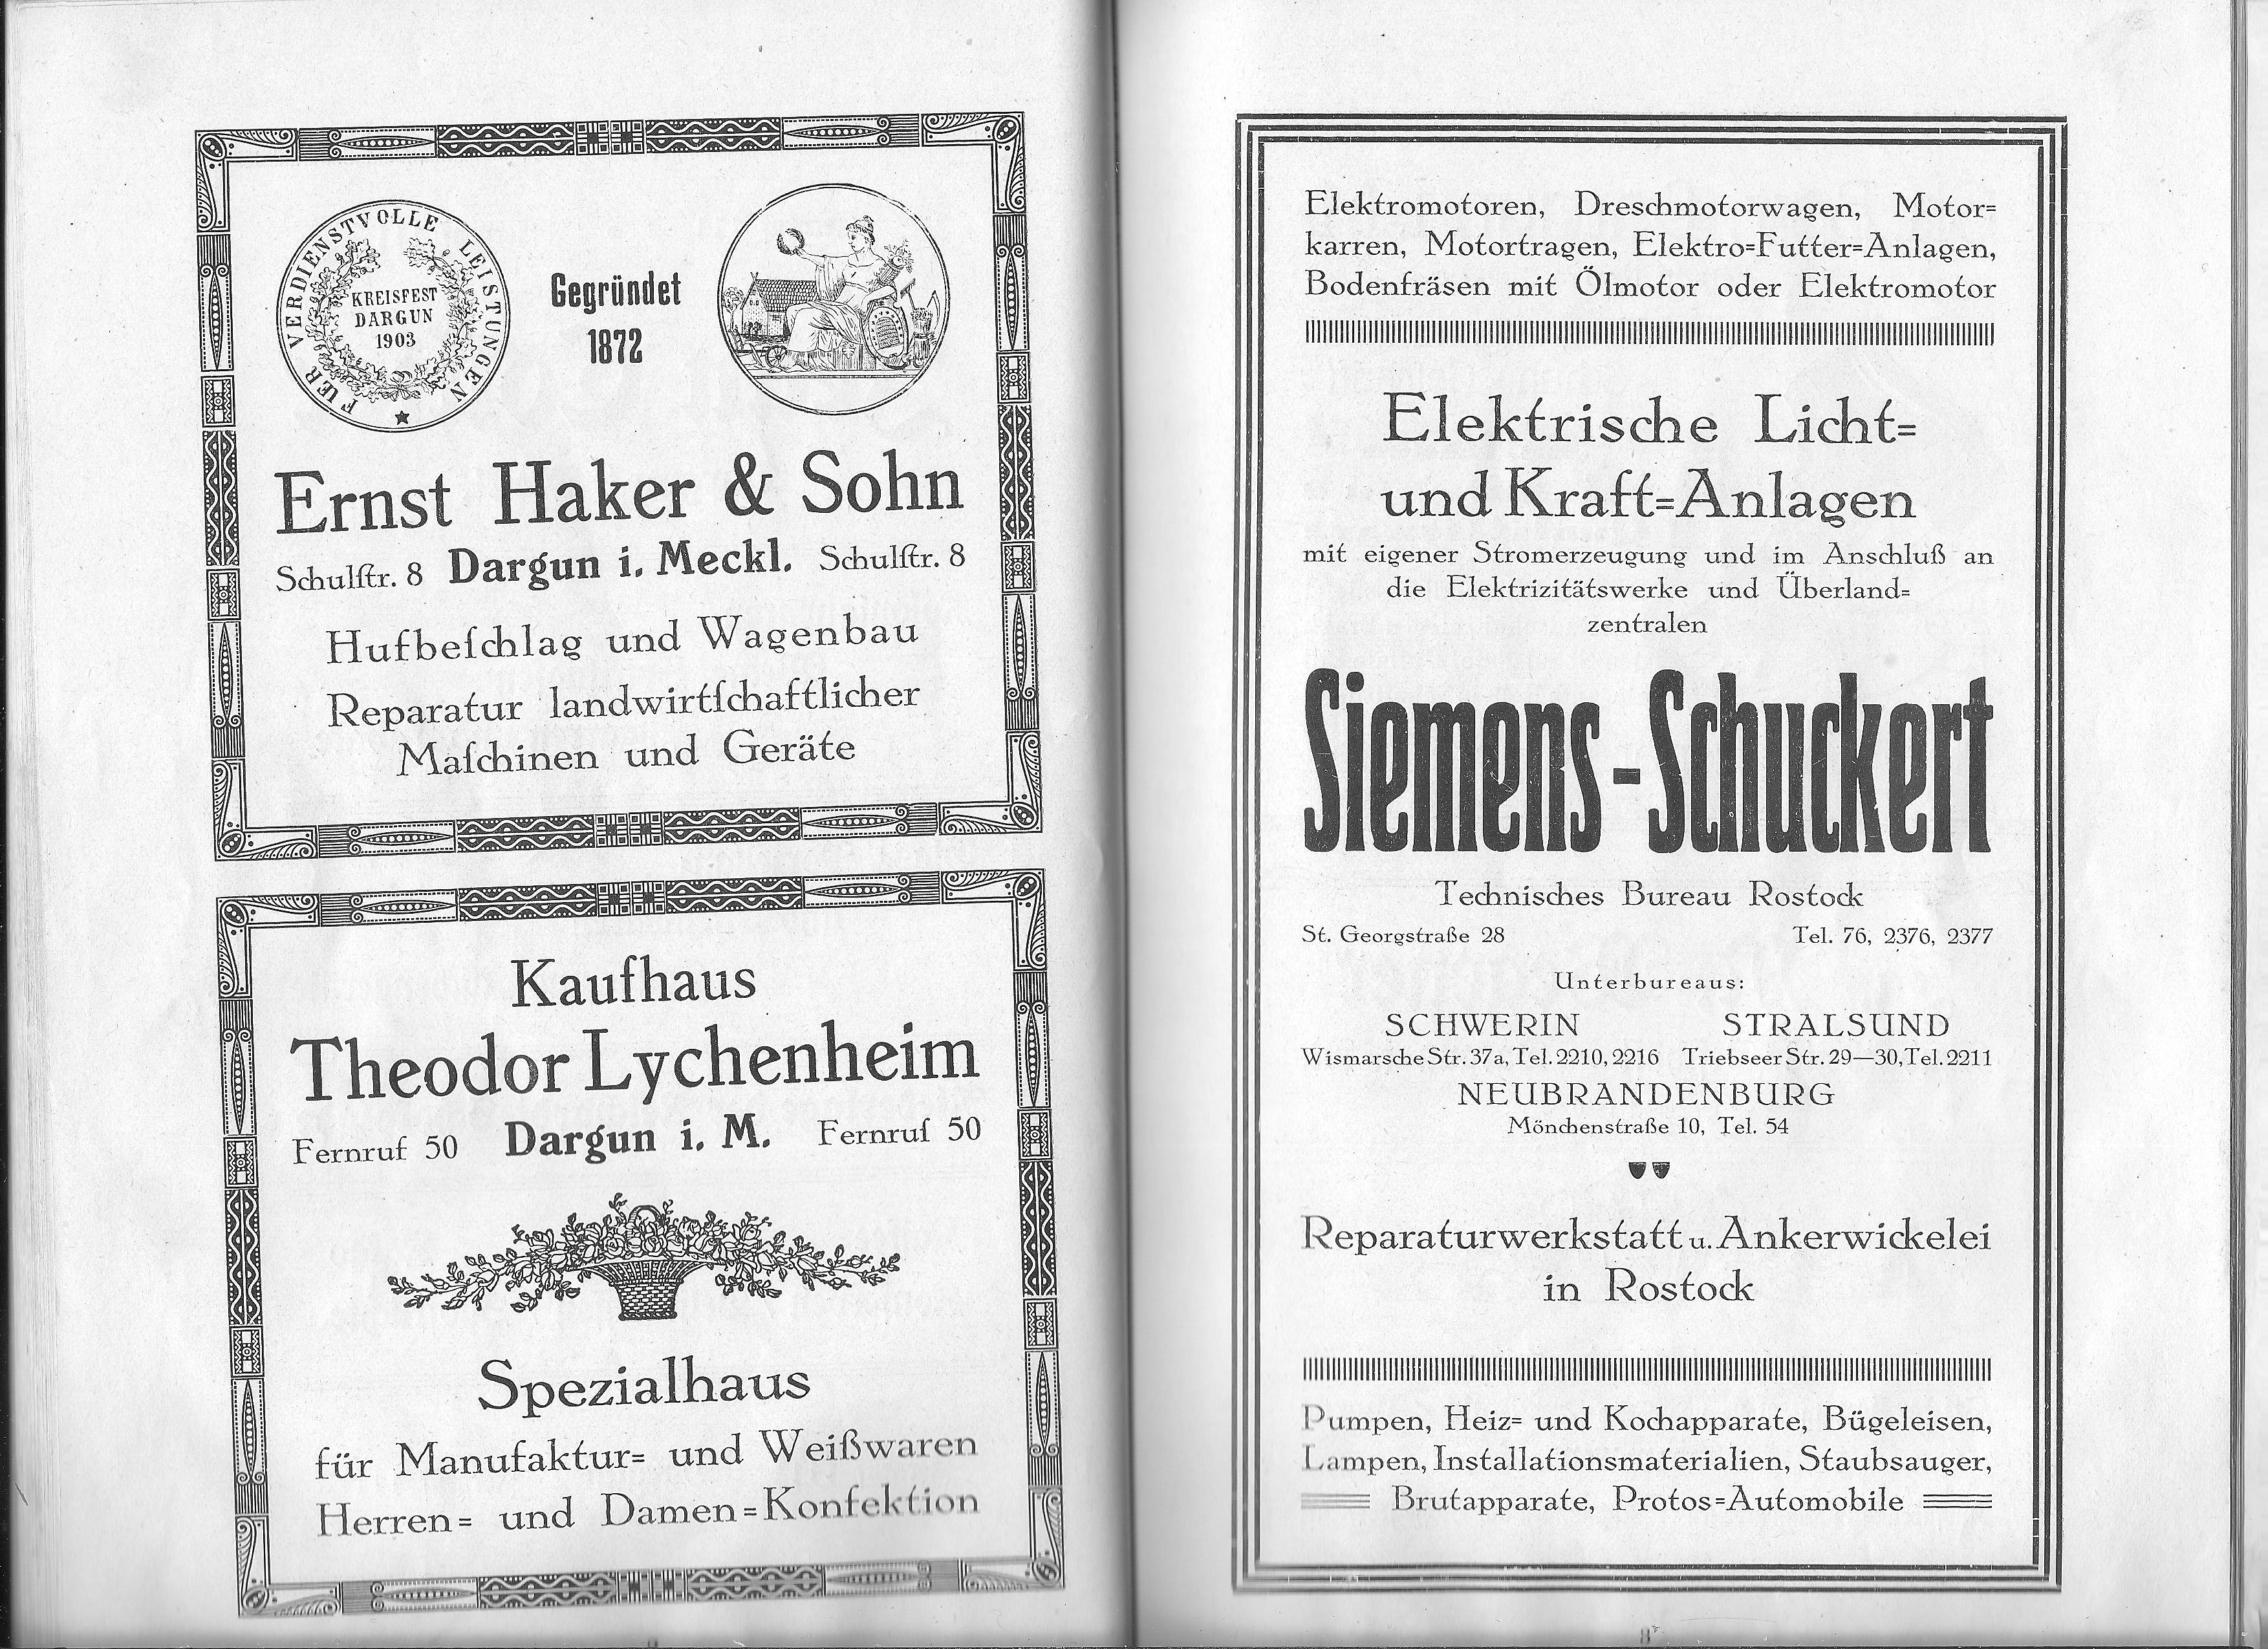 FUER VERDIENSTVOLLE LEISTUNGEN
KREISFEST
DARGUN
1903
Gegründet
1872
Ernst Haker & Sohn
Schulſtr. 8 Dargun i. Meckl. Schulſtr. 8
Hufbeſchlag und Wagenbau
Reparatur landwirtſchaftlicher
Maſchinen und Geräte
Kaufhaus
Theodor Lychenheim
Fernruf 50 Dargun i. M. Fernruf 50
Spezialhaus
für Manufaktur= und Weißwaren
Herren= und Damen=Konfektion
Elektromotoren, Dreschmotorwagen, Motor=
karren, Motortragen, Elektro=Futter=Anlagen,
Bodenfräsen mit Ölmotor oder Elektromotor
Elektrische Licht=
und Kraft=Anlagen
mit eigener Stromerzeugung und im Anschluß an
die Elektrizitätswerke und Überland=
zentralen
Siemens-Schuckert
Technisches Bureau Rostock
St. Georgstraße 28 Tel. 76, 2376, 2377
Unterbureaus:
SCHWERIN STRALSUND
Wismarsche Str. 37a, Tel. 2210, 2216 Triebseer Str. 29—30, Tel. 2211
NEUBRANDENBURG
Mönchenstraße 10, Tel. 54
Reparaturwerkstatt u. Ankerwickelei
in Rostock
Pumpen, Heiz= und Kochapparate, Bügeleisen,
Lampen, Installationsmaterialien, Staubsauger,
Brutapparate, Protos=Automobile